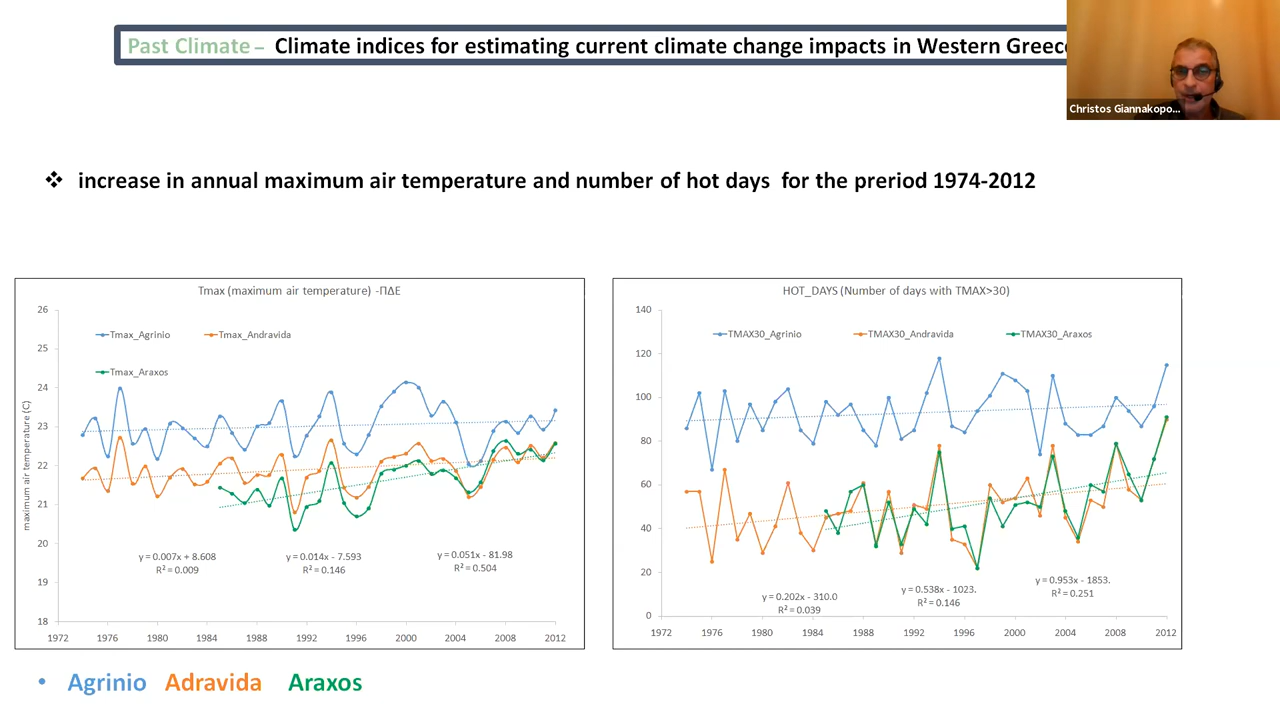 Past Climate – Climate indices for estimating current climate change impacts in Western Greece
Christos Giannakopo...
❖ increase in annual maximum air temperature and number of hot days for the preriod 1974-2012
Tmax (maximum air temperature) -ΠΔΕ
Tmax_Agrinio Tmax_Andravida
Tmax_Araxos
maximum air temperature (C)
26
25
24
23
22
21
20
19
18
y = 0.007x + 8.608
R² = 0.009
y = 0.014x - 7.593
R² = 0.146
y = 0.051x - 81.98
R² = 0.504
1972 1976 1980 1984 1988 1992 1996 2000 2004 2008 2012
HOT_DAYS (Number of days with TMAX>30)
TMAX30_Agrinio TMAX30_Andravida TMAX30_Araxos
140
120
100
80
60
40
20
0
y = 0.202x - 310.0
R² = 0.039
y = 0.538x - 1023.
R² = 0.146
y = 0.953x - 1853.
R² = 0.251
1972 1976 1980 1984 1988 1992 1996 2000 2004 2008 2012
• Agrinio Adravida Araxos